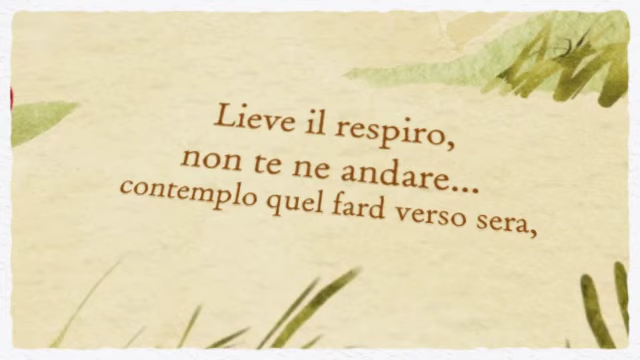 Lieve il respiro,
non te ne andare...
contemplo quel fard verso sera,